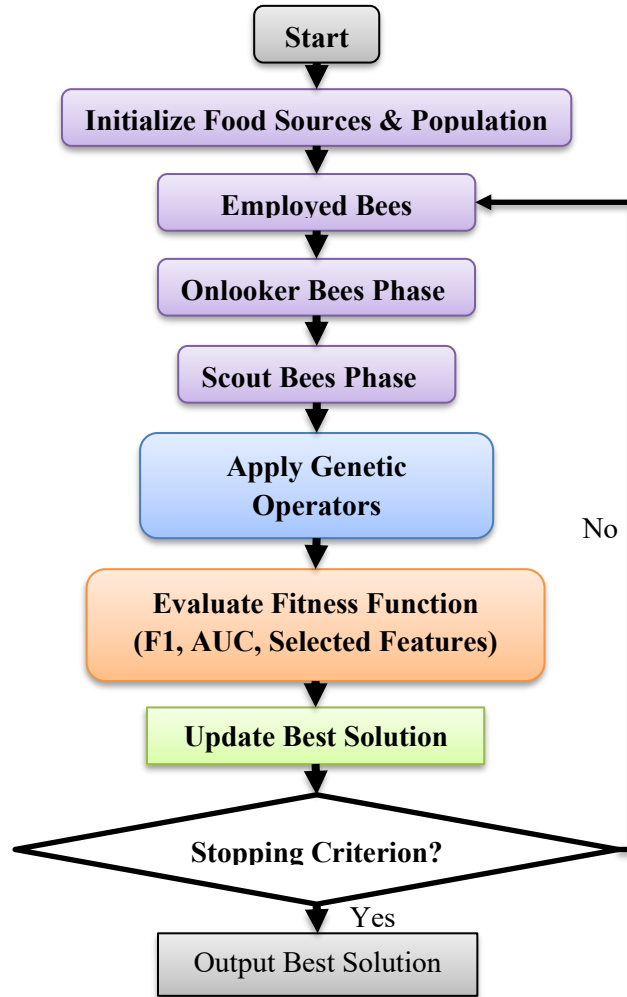 Start
Initialize Food Sources & Population
Employed Bees
Onlooker Bees Phase
Scout Bees Phase
Apply Genetic
Operators
No
Evaluate Fitness Function
(F1, AUC, Selected Features)
Update Best Solution
Stopping Criterion?
Yes
Output Best Solution